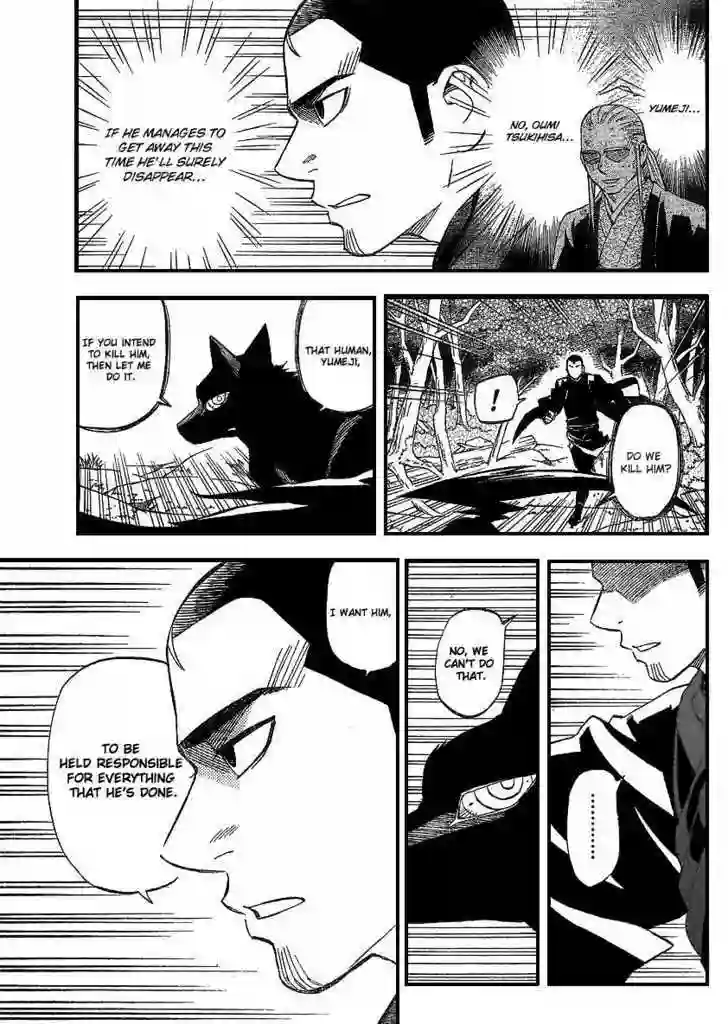 YUMEJI...
NO, OUMI
TSUKIHISA...
IF HE MANAGES TO
GET AWAY THIS
TIME HE'LL SURELY
DISAPPEAR...
!
DO WE
KILL HIM?
THAT HUMAN,
YUMEJI,
IF YOU INTEND
TO KILL HIM,
THEN LET ME
DO IT.
.........
NO, WE
CAN'T DO
THAT.
I WANT HIM,
TO BE
HELD RESPONSIBLE
FOR EVERYTHING
THAT HE'S DONE.